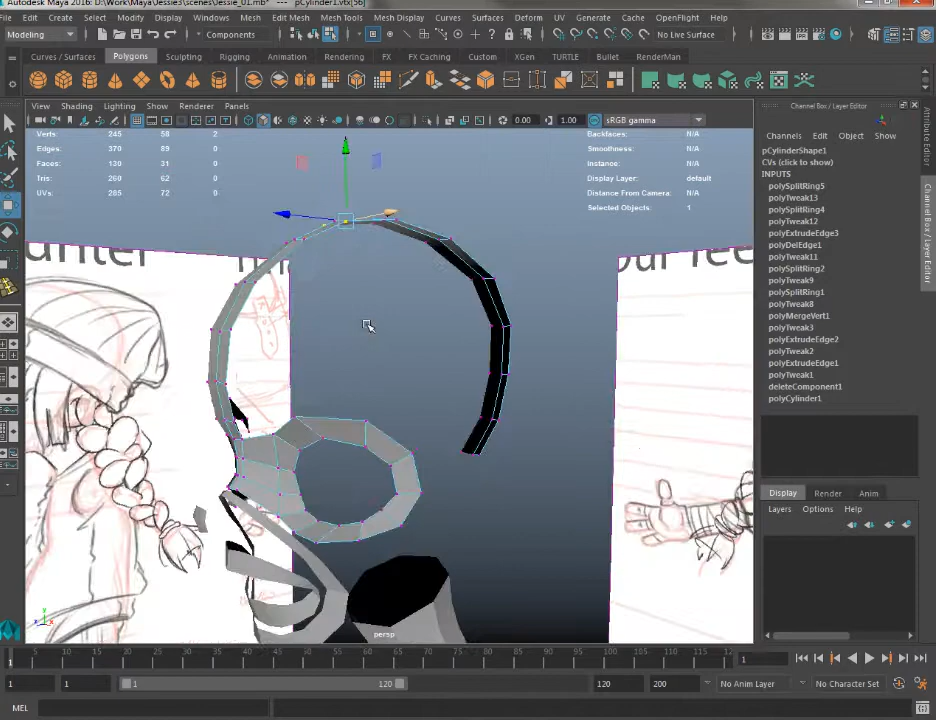 Autodesk Maya 2016: D:\Work\Maya\Jessie3\scenes\Jessie_01.mb* - pCylinder1.vtx[56]
File Edit Create Select Modify Display Windows Mesh Edit Mesh Mesh Tools Mesh Display Curves Surfaces Deform UV Generate Cache OpenFlight Help
Modeling Components No Live Surface
Curves / Surfaces Polygons Sculpting Rigging Animation Rendering FX FX Caching Custom XGen TURTLE Bullet RenderMan
View Shading Lighting Show Renderer Panels
0.00 1.00 sRGB gamma
Verts: 245 58 2
Edges: 370 89 0
Faces: 130 31 0
Tris: 260 62 0
UVs: 285 72 0
Backfaces: N/A
Smoothness: N/A
Instance: N/A
Display Layer: default
Distance From Camera: N/A
Selected Objects: 1
persp
Channel Box / Layer Editor
Channels Edit Object Show
pCylinderShape1
CVs (click to show)
INPUTS
polySplitRing5
polyTweak13
polySplitRing4
polyTweak12
polyExtrudeEdge3
polyDelEdge1
polyTweak11
polySplitRing2
polyTweak9
polySplitRing1
polyTweak8
polyMergeVert1
polyTweak3
polyExtrudeEdge2
polyTweak2
polyExtrudeEdge1
polyTweak1
deleteComponent1
polyCylinder1
Attribute Editor
Channel Box / Layer Editor
Display Render Anim
Layers Options Help
5 10 15 20 25 30 35 40 45 50 55 60 65 70 75 80 85 90 95 100 105 110 115 12
1
1 1 1 120 120 200 No Anim Layer No Character Set
MEL